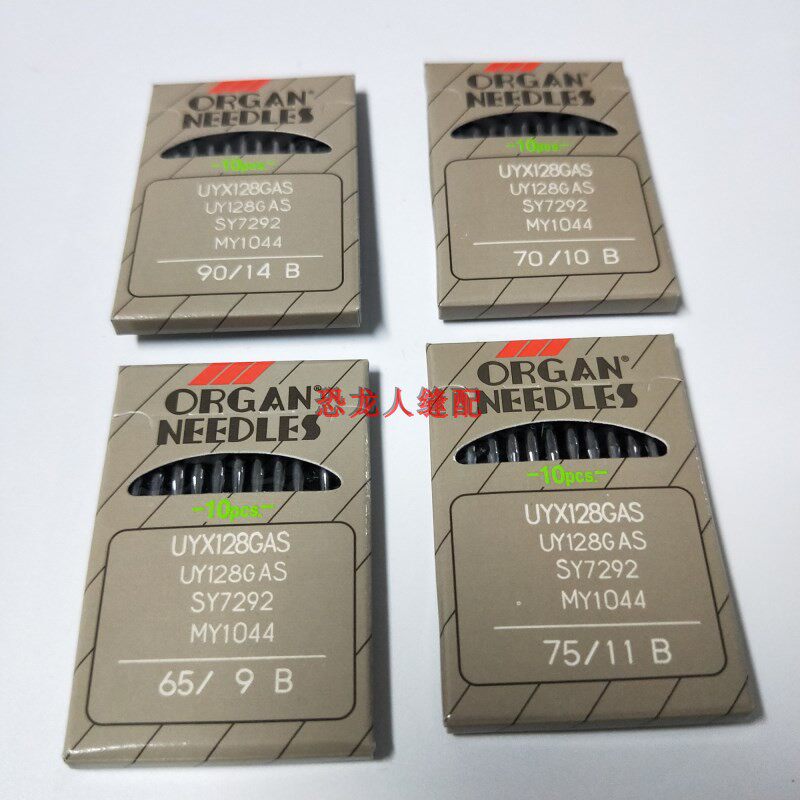 ORGAN®
NEEDLES
-10pcs-
UYX128GAS
UY128GAS
SY7292
MY1044
90/14 B
ORGAN®
NEEDLES
-10pcs-
UYX128GAS
UY128GAS
SY7292
MY1044
70/10 B
ORGAN®
NEEDLES
-10pcs-
UYX128GAS
UY128GAS
SY7292
MY1044
65/ 9 B
ORGAN®
NEEDLES
-10pcs-
UYX128GAS
UY128GAS
SY7292
MY1044
75/11 B
恐龙人缝配